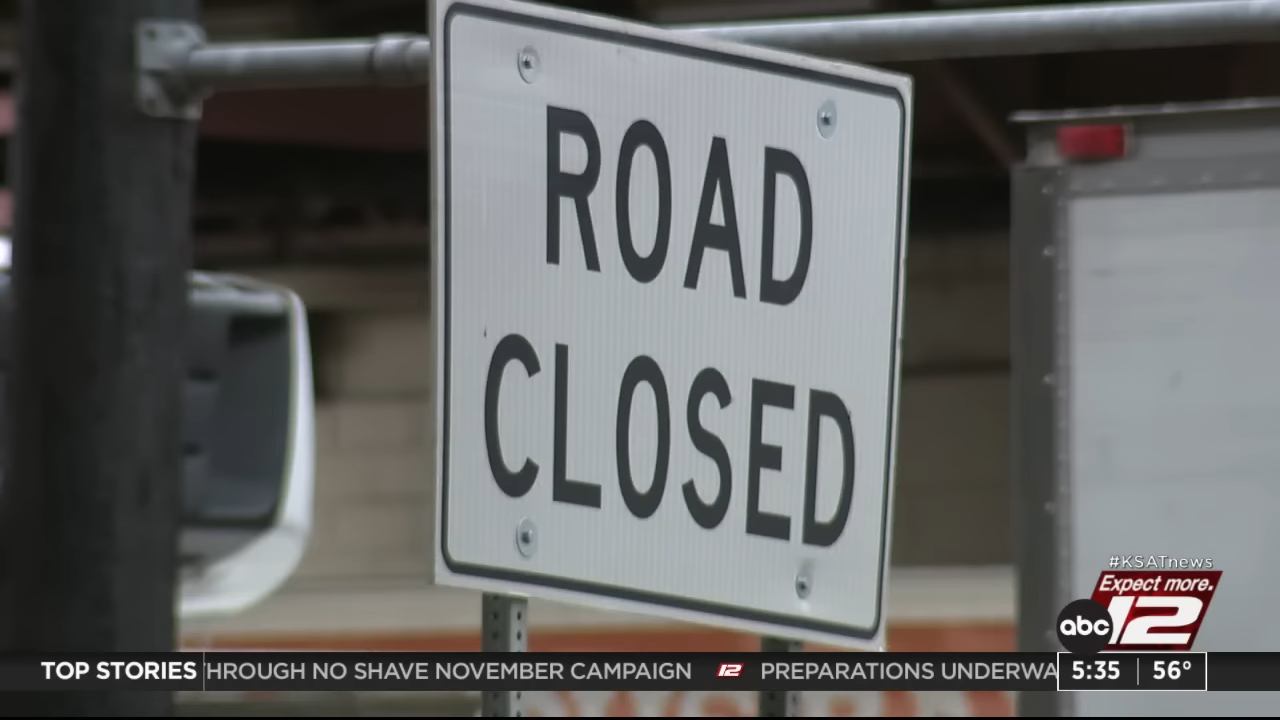 ROAD
CLOSED
#KSATnews
Expect more.
abc 12
TOP STORIES
HROUGH NO SHAVE NOVEMBER CAMPAIGN 12 PREPARATIONS UNDERWA
5:35 56°